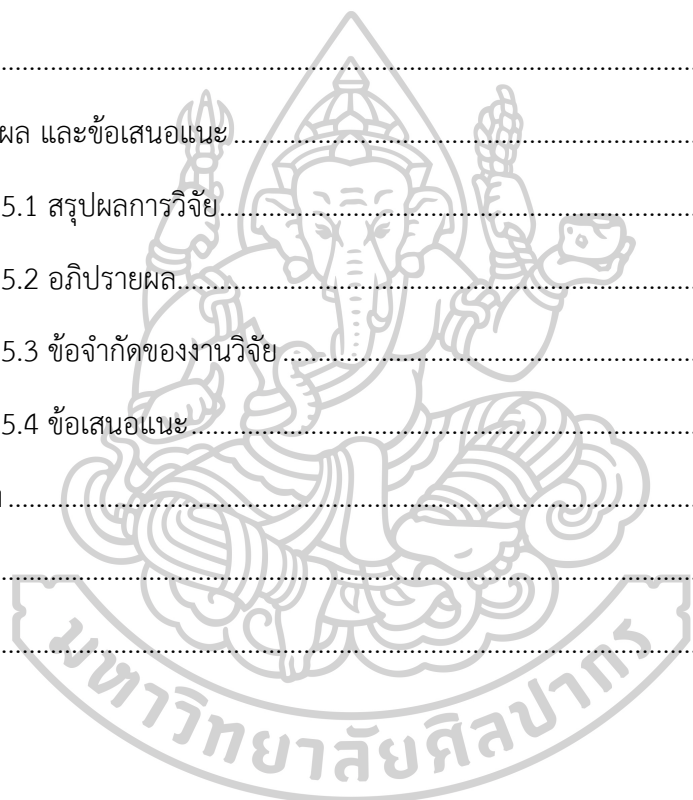 ....................................................................................................
ผล และข้อเสนอแนะ ....................................................................
5.1 สรุปผลการวิจัย......................................................................
5.2 อภิปรายผล...........................................................................
5.3 ข้อจำกัดของงานวิจัย ...............................................................
5.4 ข้อเสนอแนะ.........................................................................
....................................................................................................
....................................................................................................
....................................................................................................
มหาวิทยาลัยศิลปากร